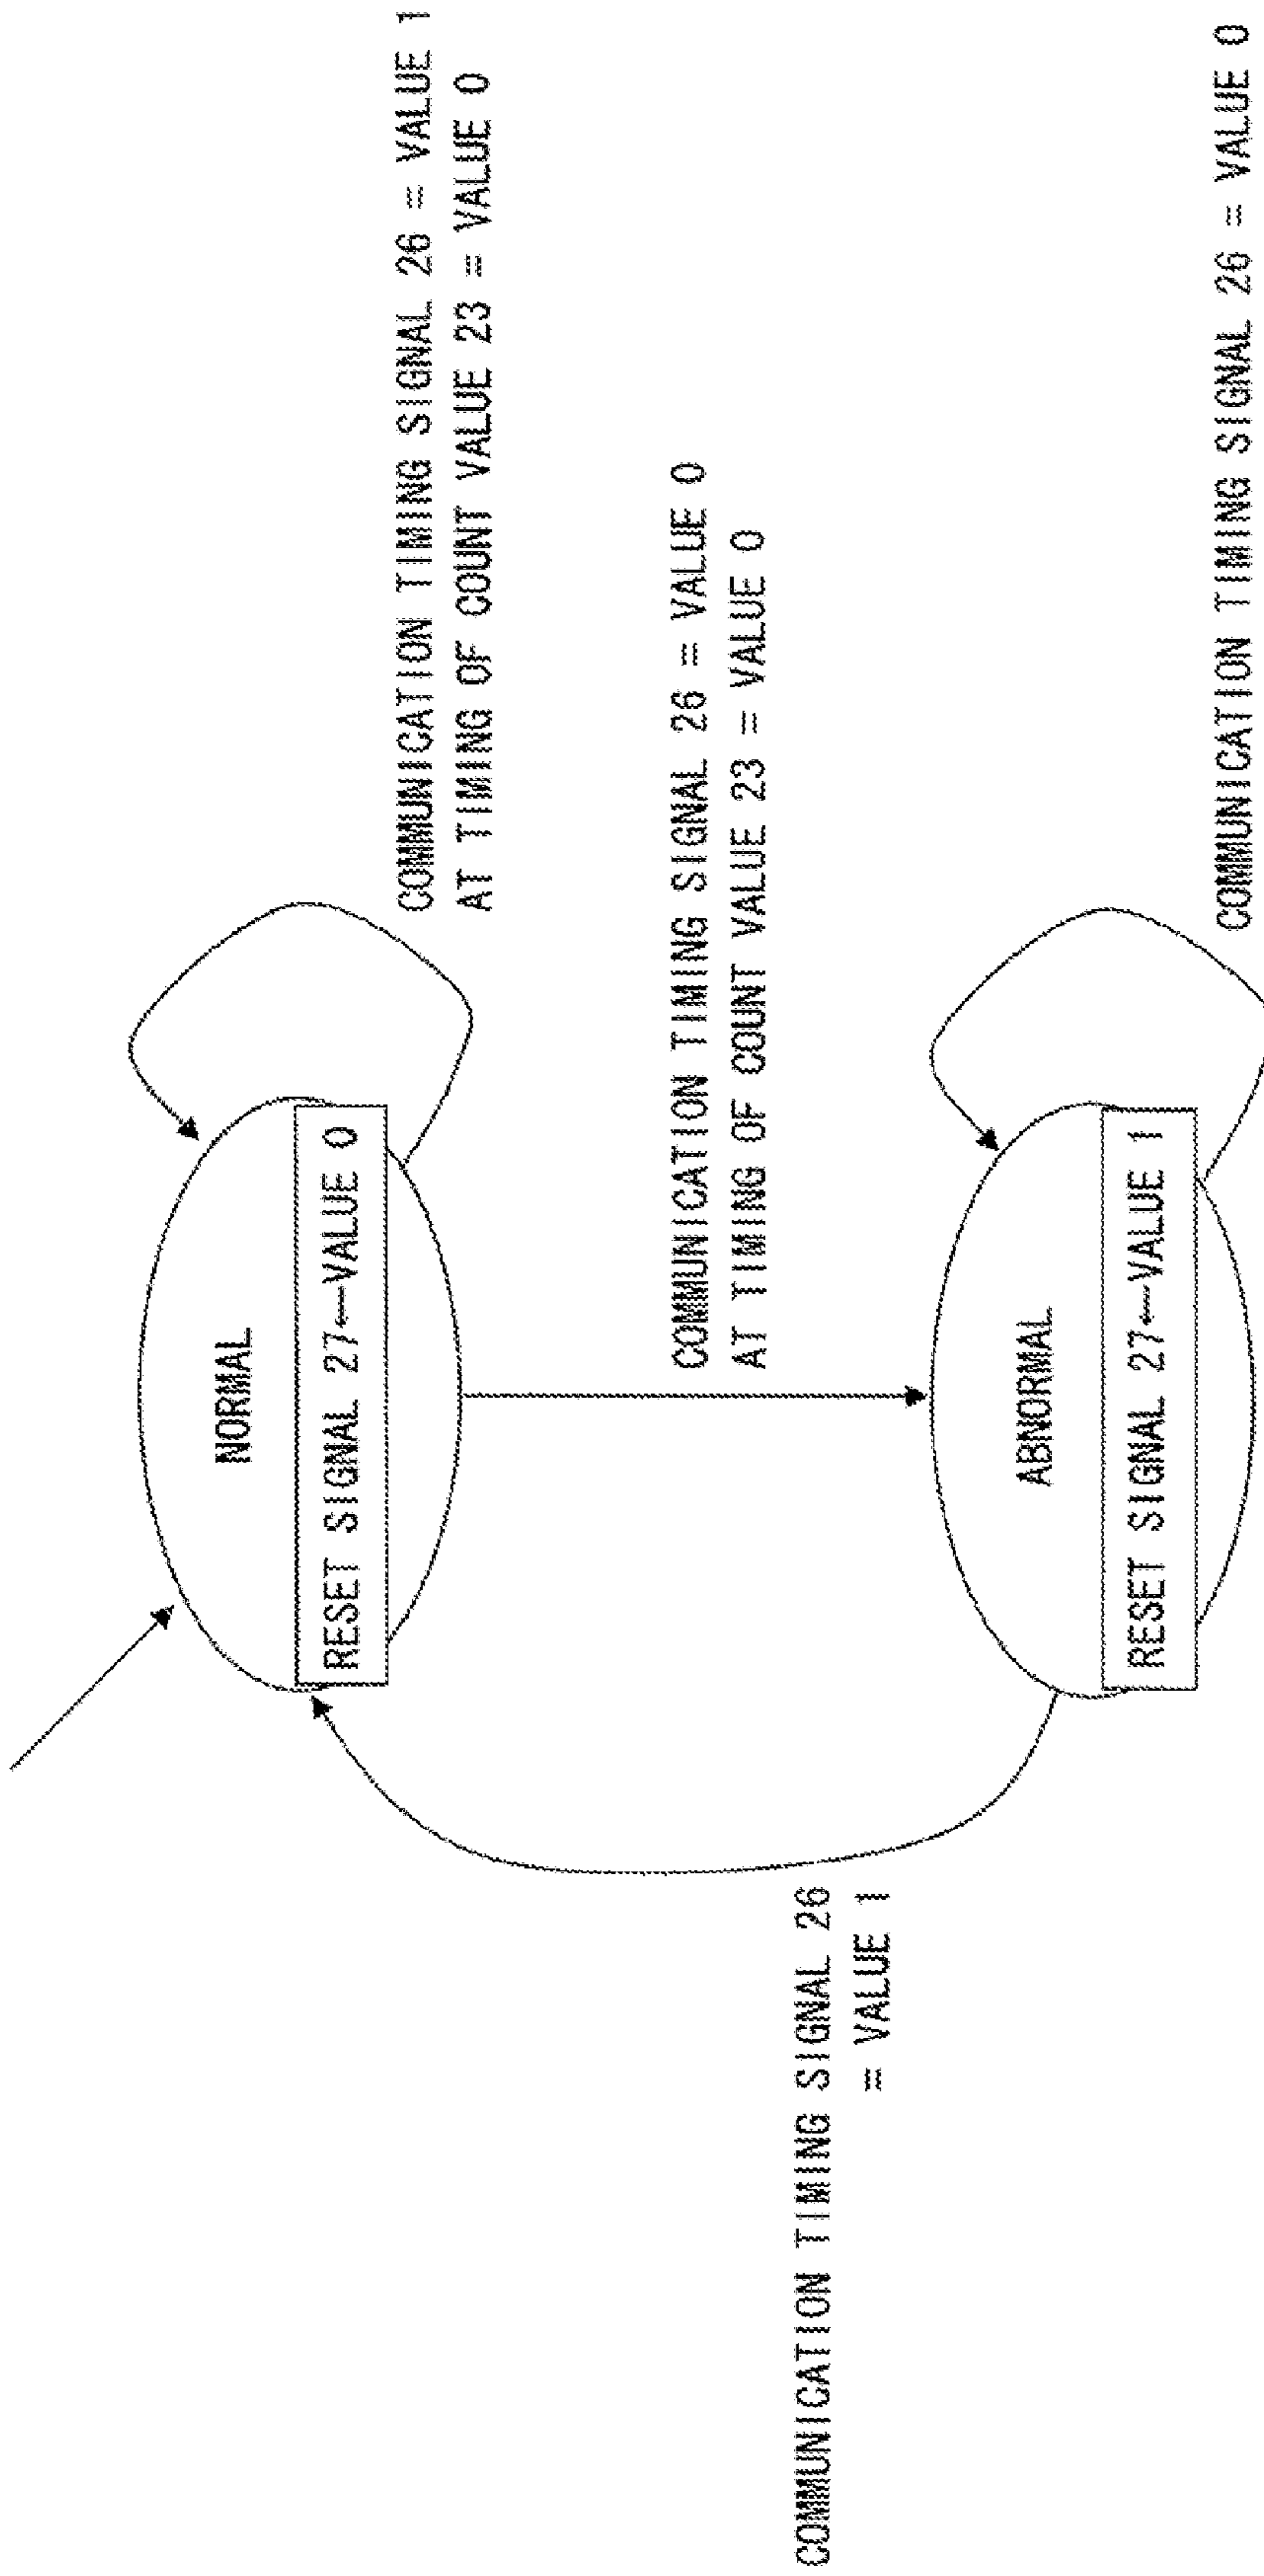 NORMAL
RESET SIGNAL 27←VALUE 0
COMMUNICATION TIMING SIGNAL 26 = VALUE 1
AT TIMING OF COUNT VALUE 23 = VALUE 0
COMMUNICATION TIMING SIGNAL 26 = VALUE 0
AT TIMING OF COUNT VALUE 23 = VALUE 0
COMMUNICATION TIMING SIGNAL 26
= VALUE 1
ABNORMAL
RESET SIGNAL 27←VALUE 1
COMMUNICATION TIMING SIGNAL 26 = VALUE 0